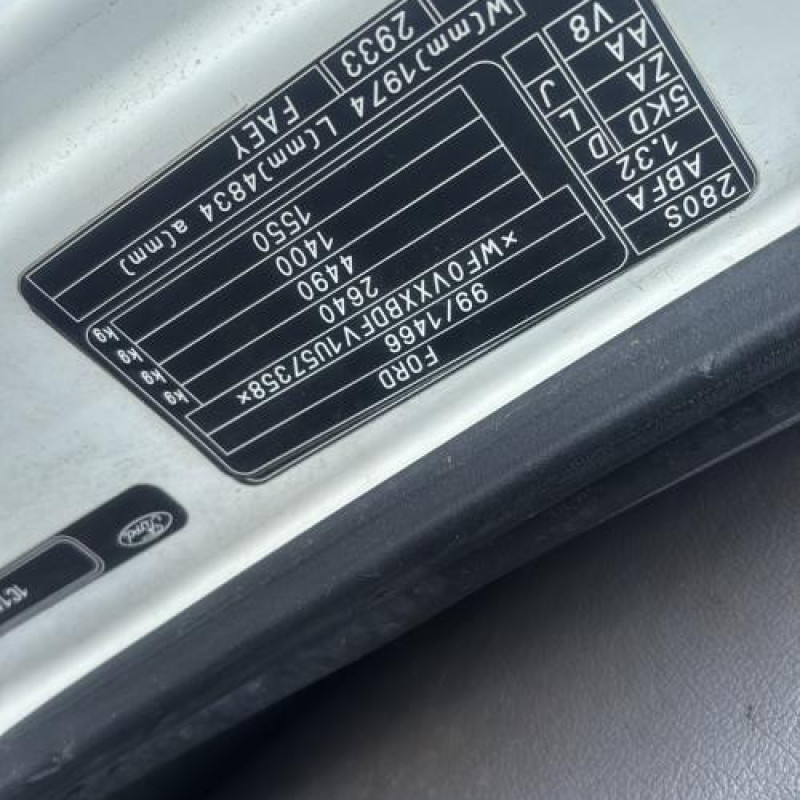 FORD
99/1466
*WF0VXXBDFV1U57358*
2640 kg
4490 kg
1400 kg
1550 kg
W(mm)1974 L(mm)4834 a(mm)
2933 FAEY
280S
ABFA
1.32
D 5KD
L ZA
J AA
V8
Ford